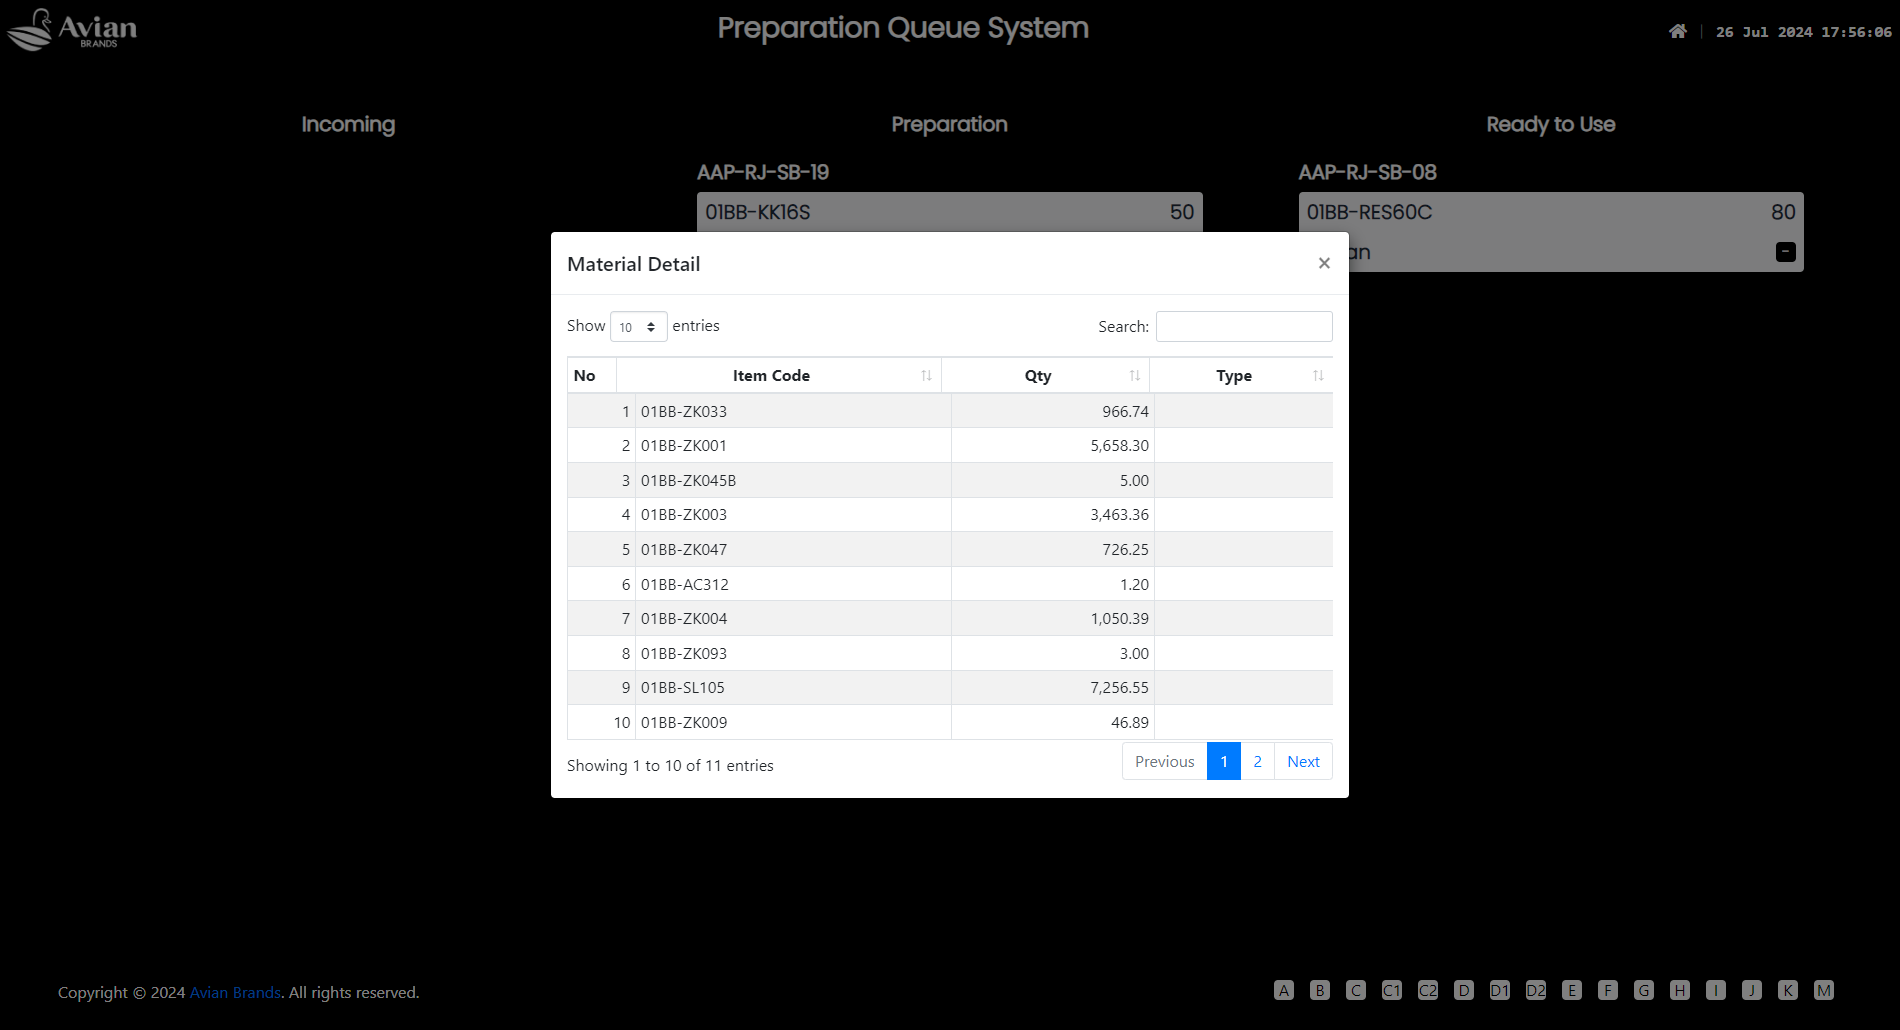 Avian
BRANDS
Preparation Queue System
26 Jul 2024 17:56:06
Incoming
Preparation
Ready to Use
AAP-RJ-SB-19
AAP-RJ-SB-08
01BB-KK16S 50
01BB-RES60C 80
an -
Material Detail ×
Show 10 entries
Search:
No Item Code Qty Type
1 01BB-ZK033 966.74
2 01BB-ZK001 5,658.30
3 01BB-ZK045B 5.00
4 01BB-ZK003 3,463.36
5 01BB-ZK047 726.25
6 01BB-AC312 1.20
7 01BB-ZK004 1,050.39
8 01BB-ZK093 3.00
9 01BB-SL105 7,256.55
10 01BB-ZK009 46.89
Showing 1 to 10 of 11 entries
Previous 1 2 Next
Copyright © 2024 Avian Brands. All rights reserved.
A B C C1 C2 D D1 D2 E F G H I J K M